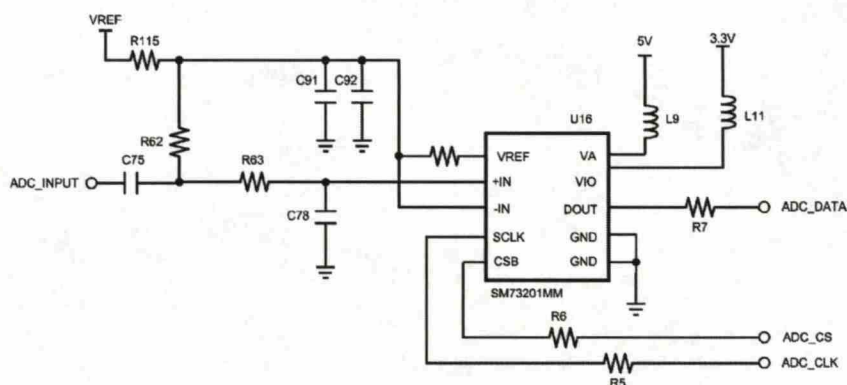 VREF
R115
5V
3.3V
C91
C92
U16
L9
L11
R62
C75
R63
ADC_INPUT
C78
VREF
VA
+IN
VIO
-IN
DOUT
SCLK
GND
CSB
GND
R7
ADC_DATA
SM73201MM
R6
ADC_CS
R5
ADC_CLK